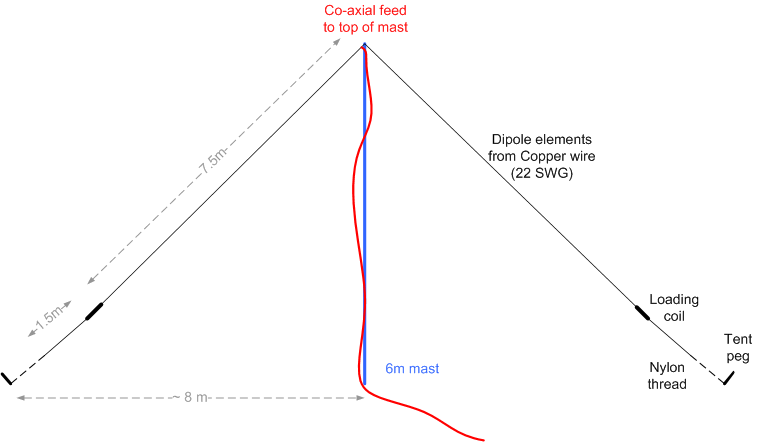 Co-axial feed
to top of mast
7.5m
Dipole elements
from Copper wire
(22 SWG)
1.5m
Loading
coil
Tent
peg
Nylon
thread
6m mast
~ 8 m